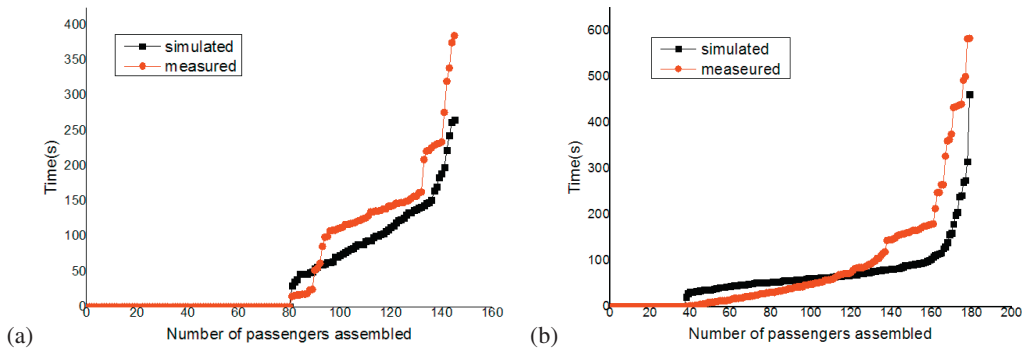 400
350
300
250
200
150
100
50
0
Time(s)
simulated
measured
0 20 40 60 80 100 120 140 160
Number of passengers assembled
(a)
600
500
400
300
200
100
0
Time(s)
simulated
measeured
0 20 40 60 80 100 120 140 160 180 200
Number of passengers assembled
(b)